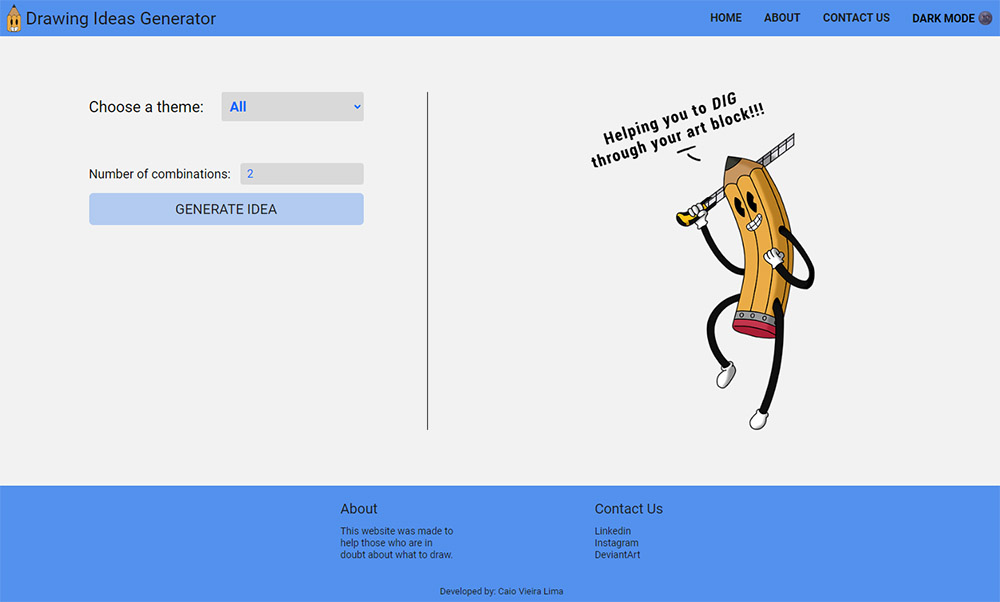 Drawing Ideas Generator
HOME
ABOUT
CONTACT US
DARK MODE
Choose a theme:
All
Number of combinations:
2
GENERATE IDEA
Helping you to DIG
through your art block!!!
About
This website was made to
help those who are in
doubt about what to draw.
Contact Us
Linkedin
Instagram
DeviantArt
Developed by: Caio Vieira Lima